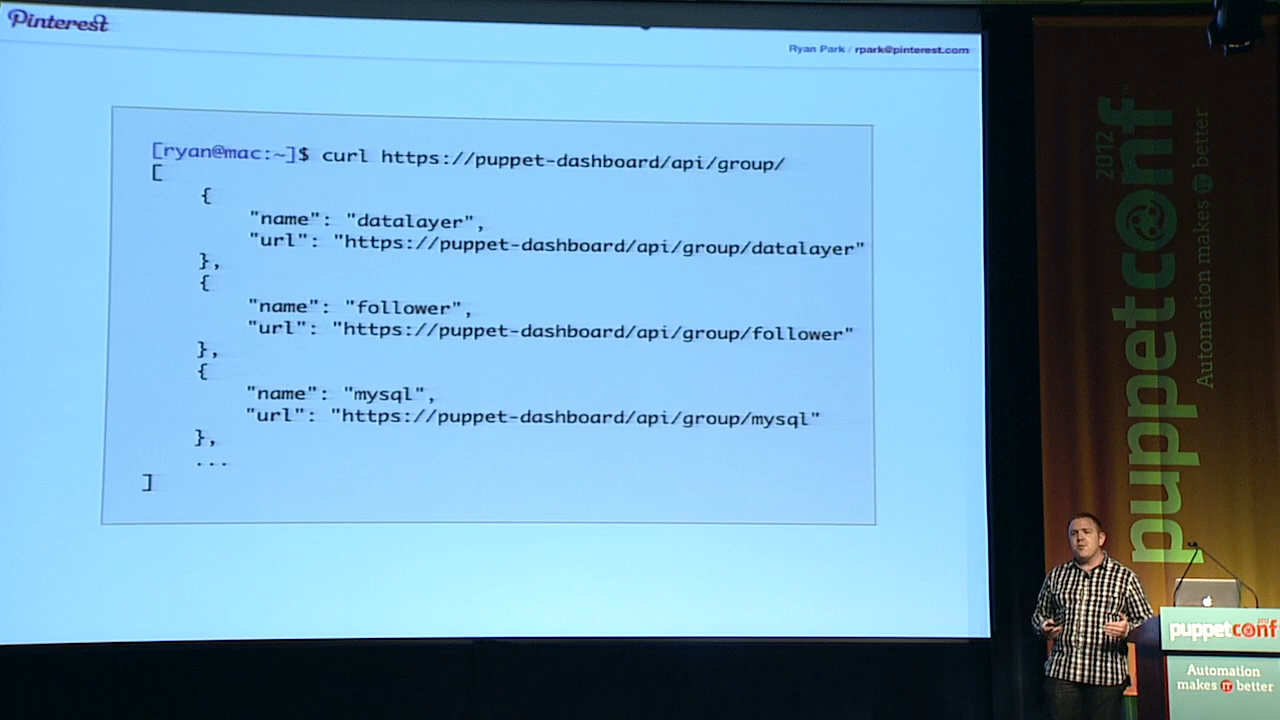 Pinterest
Ryan Park / rpark@pinterest.com
[ryan@mac:~]$ curl https://puppet-dashboard/api/group/
[
{
"name": "datalayer",
"url": "https://puppet-dashboard/api/group/datalayer"
},
{
"name": "follower",
"url": "https://puppet-dashboard/api/group/follower"
},
{
"name": "mysql",
"url": "https://puppet-dashboard/api/group/mysql"
},
...
]
puppetconf
2012
Automation makes IT better
puppetconf
2012
Automation
makes IT better